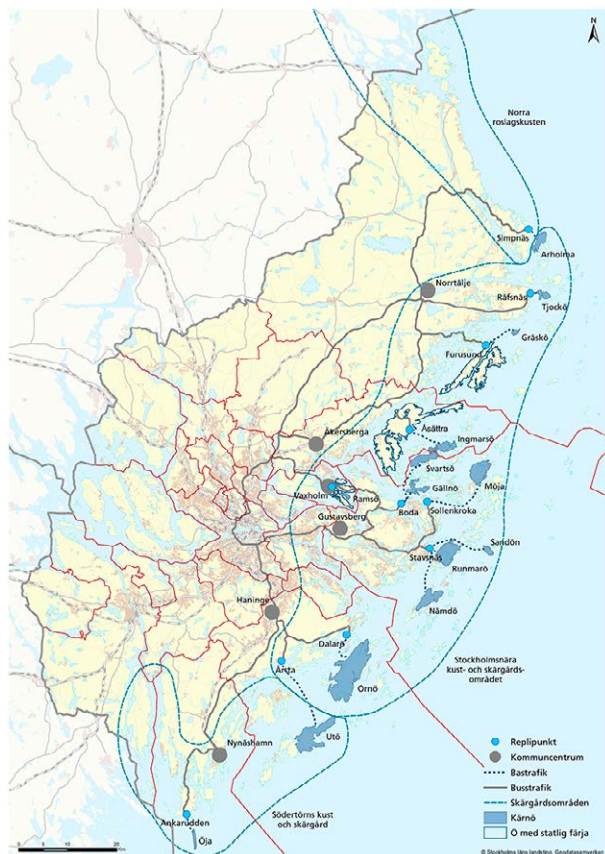 N
Norra
roslagskusten
Simpnäs
Arholma
Norrtälje
Räfsnäs
Tjockö
Gräskö
Furusund
Åsättra
Åkersberga
Ingmarsö
Svartsö
Möja
Gällnö
Vaxholm
Ramsö
Boda
Sollenkroka
Gustavsberg
Stavsnäs
Sandön
Runmarö
Nämdö
Haninge
Dalarö
Stockholmsnära
kust- och skärgårds-
området
Årsta
Ornö
Utö
Nynäshamn
Södertörns kust
och skärgård
Ankarudden
Öja
Replipunkt
Kommuncentrum
Bastrafik
Busstrafik
Skärgårdsområden
Kärnö
Ö med statlig färja
© Stockholms läns landsting, Geodatasamverkan